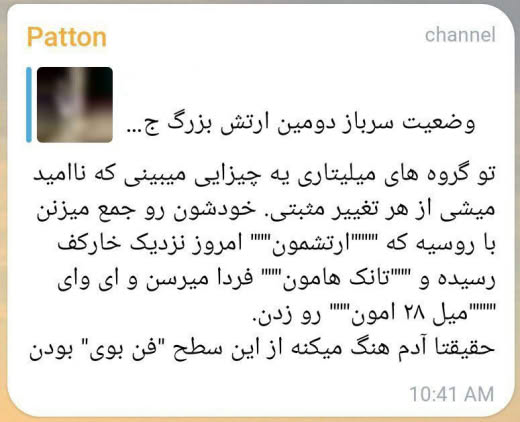 Patton
channel
وضعیت سرباز دومین ارتش بزرگ ج...
تو گروه های میلیتاری یه چیزایی میبینی که ناامید
میشی از هر تغییر مثبتی. خودشون رو جمع میزنن
با روسیه که """ارتشمون""" امروز نزدیک خارکف
رسیده و """تانک هامون""" فردا میرسن و ای وای
""""میل ۲۸ امون"""" رو زدن.
حقیقتا آدم هنگ میکنه از این سطح "فن بوی" بودن
10:41 AM